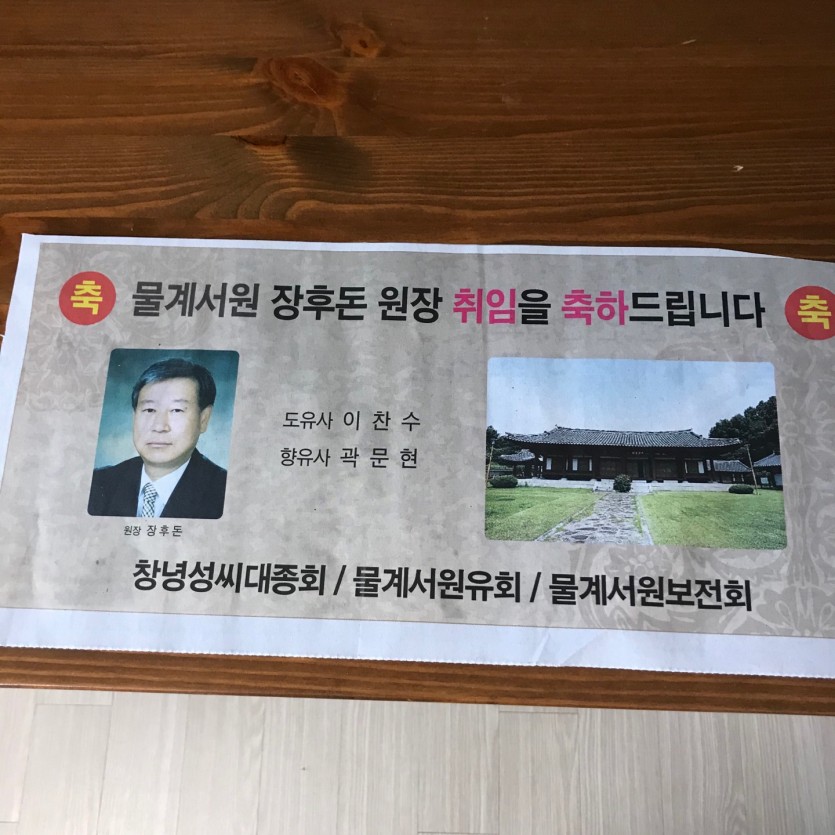 축 물계서원 장후돈 원장 취임을 축하드립니다 축
도유사 이 찬 수
향유사 곽 문 현
원장 장후돈
창녕성씨대종회 / 물계서원유회 / 물계서원보전회